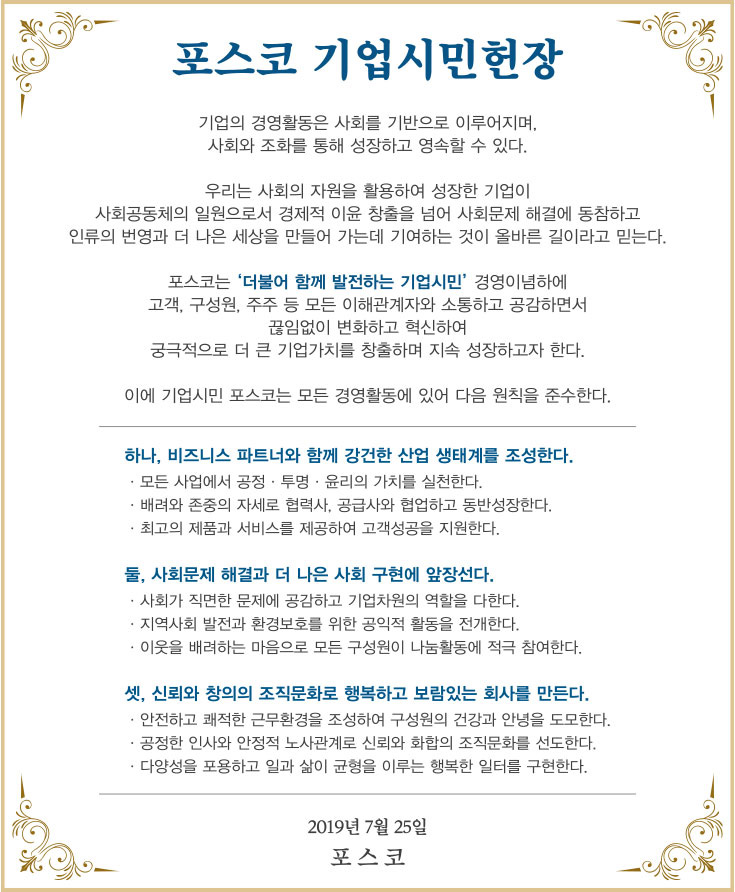 포스코 기업시민헌장
기업의 경영활동은 사회를 기반으로 이루어지며,
사회와 조화를 통해 성장하고 영속할 수 있다.
우리는 사회의 자원을 활용하여 성장한 기업이
사회공동체의 일원으로서 경제적 이윤 창출을 넘어 사회문제 해결에 동참하고
인류의 번영과 더 나은 세상을 만들어 가는데 기여하는 것이 올바른 길이라고 믿는다.
포스코는 ‘더불어 함께 발전하는 기업시민’ 경영이념하에
고객, 구성원, 주주 등 모든 이해관계자와 소통하고 공감하면서
끊임없이 변화하고 혁신하여
궁극적으로 더 큰 기업가치를 창출하며 지속 성장하고자 한다.
이에 기업시민 포스코는 모든 경영활동에 있어 다음 원칙을 준수한다.
하나, 비즈니스 파트너와 함께 강건한 산업 생태계를 조성한다.
· 모든 사업에서 공정 · 투명 · 윤리의 가치를 실천한다.
· 배려와 존중의 자세로 협력사, 공급사와 협업하고 동반성장한다.
· 최고의 제품과 서비스를 제공하여 고객성공을 지원한다.
둘, 사회문제 해결과 더 나은 사회 구현에 앞장선다.
· 사회가 직면한 문제에 공감하고 기업차원의 역할을 다한다.
· 지역사회 발전과 환경보호를 위한 공익적 활동을 전개한다.
· 이웃을 배려하는 마음으로 모든 구성원이 나눔활동에 적극 참여한다.
셋, 신뢰와 창의의 조직문화로 행복하고 보람있는 회사를 만든다.
· 안전하고 쾌적한 근무환경을 조성하여 구성원의 건강과 안녕을 도모한다.
· 공정한 인사와 안정적 노사관계로 신뢰와 화합의 조직문화를 선도한다.
· 다양성을 포용하고 일과 삶이 균형을 이루는 행복한 일터를 구현한다.
2019년 7월 25일
포스코